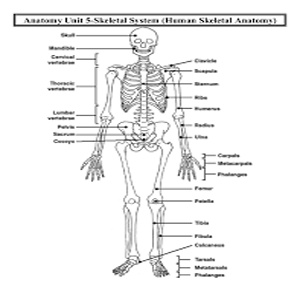 Anatomy Unit 5-Skeletal System (Human Skeletal Anatomy)
Skull
Mandible
Cervical
vertebrae
Thoracic
vertebrae
Lumbar
vertebrae
Pelvis
Sacrum
Coccyx
Clavicle
Scapula
Sternum
Ribs
Humerus
Radius
Ulna
Carpals
Metacarpals
Phalanges
Femur
Patella
Tibia
Fibula
Calcaneus
Tarsals
Metatarsals
Phalanges